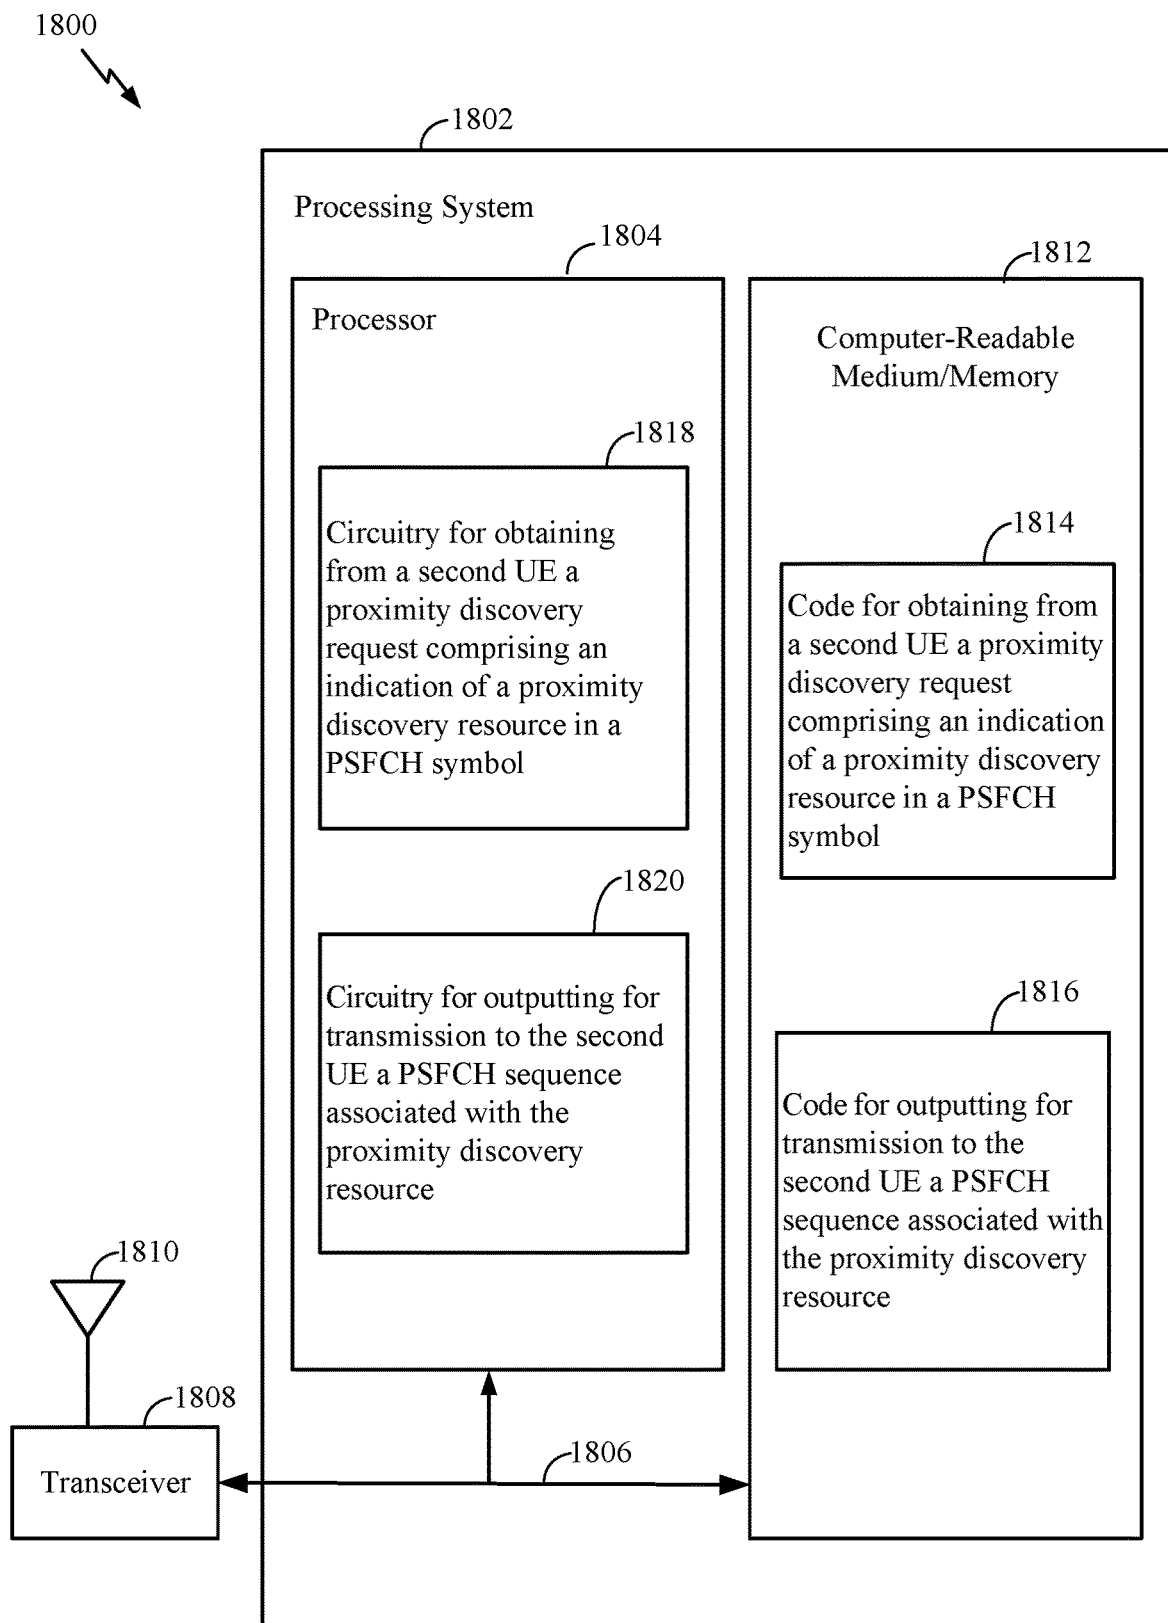 1800
1802
Processing System
1804
Processor
1818
Circuitry for obtaining
from a second UE a
proximity discovery
request comprising an
indication of a proximity
discovery resource in a
PSFCH symbol
1820
Circuitry for outputting for
transmission to the second
UE a PSFCH sequence
associated with the
proximity discovery
resource
1812
Computer-Readable
Medium/Memory
1814
Code for obtaining from
a second UE a proximity
discovery request
comprising an indication
of a proximity discovery
resource in a PSFCH
symbol
1816
Code for outputting for
transmission to the
second UE a PSFCH
sequence associated with
the proximity discovery
resource
1810
1808
Transceiver
1806